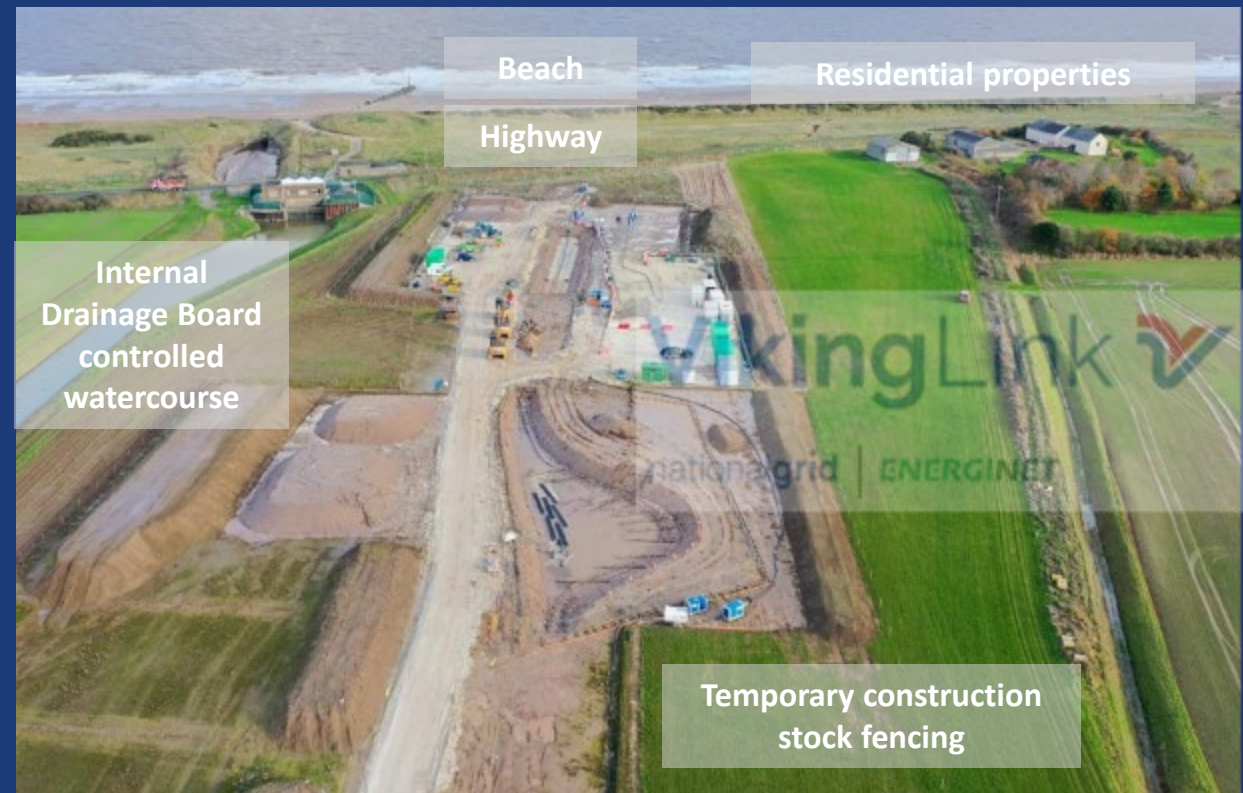 Beach
Residential properties
Highway
Internal
Drainage Board
controlled
watercourse
VikingLink
nationalgrid | ENERGINET
Temporary construction
stock fencing